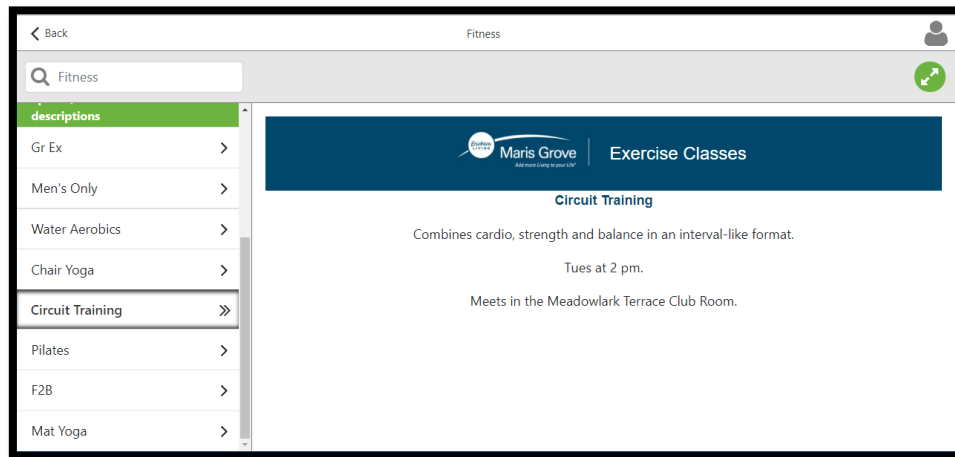 Back
Fitness
Fitness
descriptions
Gr Ex
Men's Only
Water Aerobics
Chair Yoga
Circuit Training
Pilates
F2B
Mat Yoga
Erickson
LIVING
Maris Grove
Add more Living to your Life®
Exercise Classes
Circuit Training
Combines cardio, strength and balance in an interval-like format.
Tues at 2 pm.
Meets in the Meadowlark Terrace Club Room.